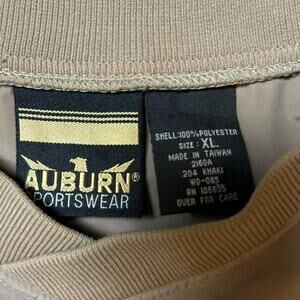 AUBURN®
SPORTSWEAR
SHELL:100%POLYESTER
SIZE: XL
MADE IN TAIWAN
2160A
204 KHAKI
WO-085
RN 106805
OVER FOR CARE